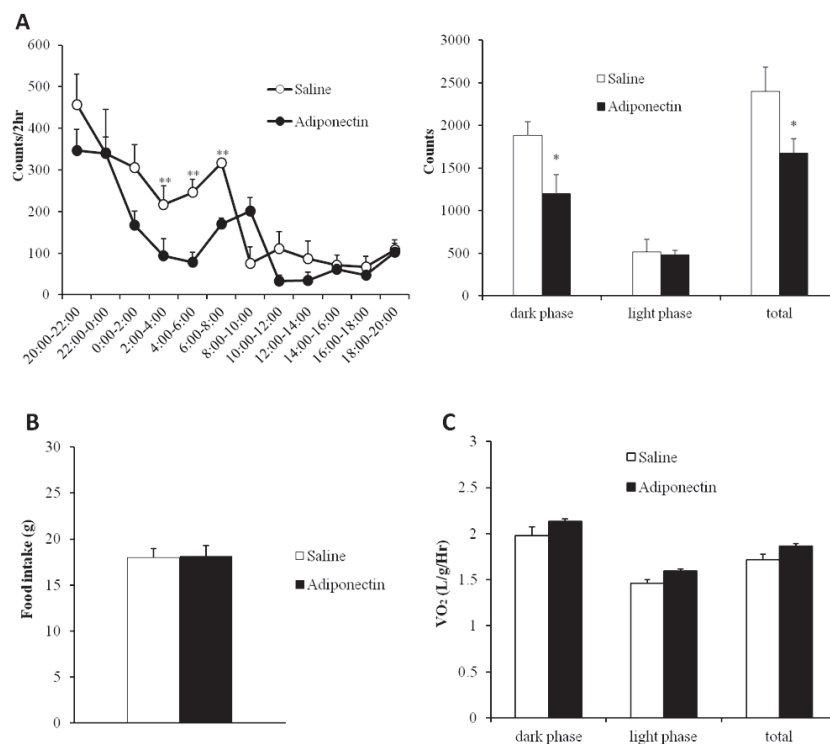 A
600
500
400
300
200
100
0
Counts/2hr
Saline
Adiponectin
**
**
**
20:00-22:00
22:00-0:00
0:00-2:00
2:00-4:00
4:00-6:00
6:00-8:00
8:00-10:00
10:00-12:00
12:00-14:00
14:00-16:00
16:00-18:00
18:00-20:00
3000
2500
2000
1500
1000
500
0
Counts
Saline
Adiponectin
*
*
dark phase light phase total
B
30
25
20
15
10
5
0
Food intake (g)
Saline
Adiponectin
C
3
2.5
2
1.5
1
0.5
0
VO₂ (L/g/Hr)
Saline
Adiponectin
dark phase light phase total